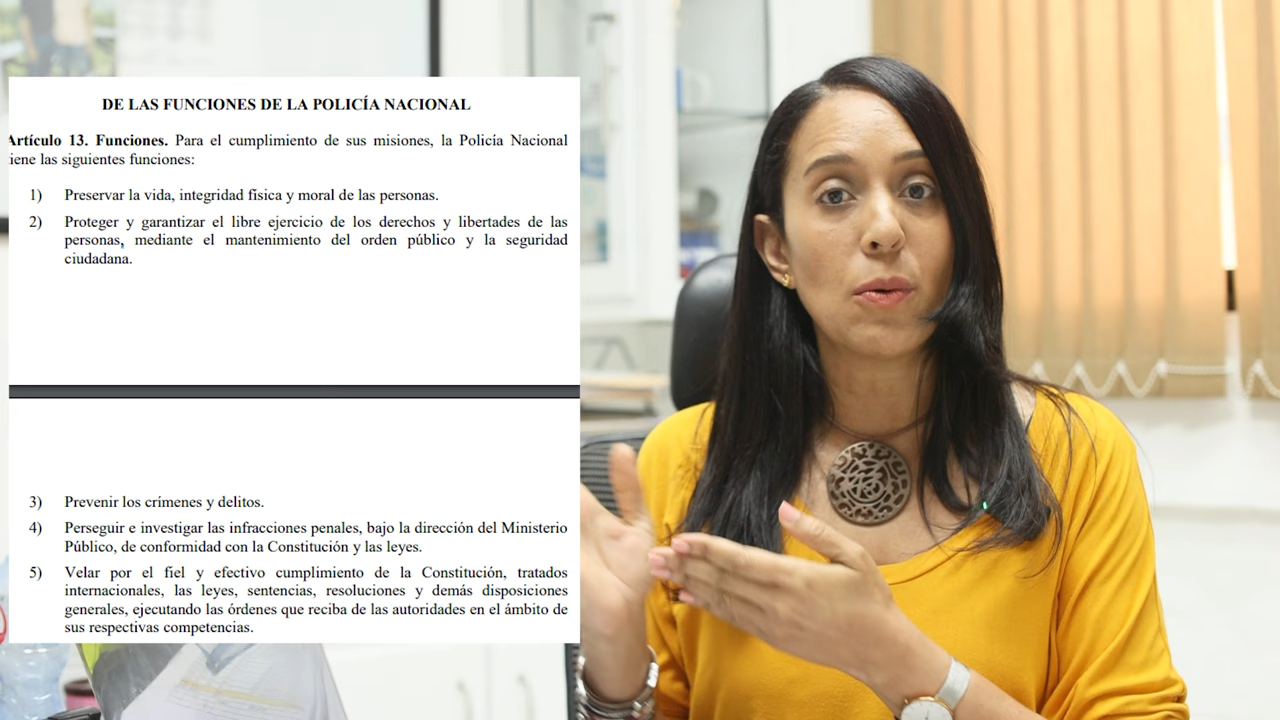 DE LAS FUNCIONES DE LA POLICÍA NACIONAL
Artículo 13. Funciones. Para el cumplimiento de sus misiones, la Policía Nacional
iene las siguientes funciones:
1) Preservar la vida, integridad física y moral de las personas.
2) Proteger y garantizar el libre ejercicio de los derechos y libertades de las
personas, mediante el mantenimiento del orden público y la seguridad
ciudadana.
3) Prevenir los crímenes y delitos.
4) Perseguir e investigar las infracciones penales, bajo la dirección del Ministerio
Público, de conformidad con la Constitución y las leyes.
5) Velar por el fiel y efectivo cumplimiento de la Constitución, tratados
internacionales, las leyes, sentencias, resoluciones y demás disposiciones
generales, ejecutando las órdenes que reciba de las autoridades en el ámbito de
sus respectivas competencias.